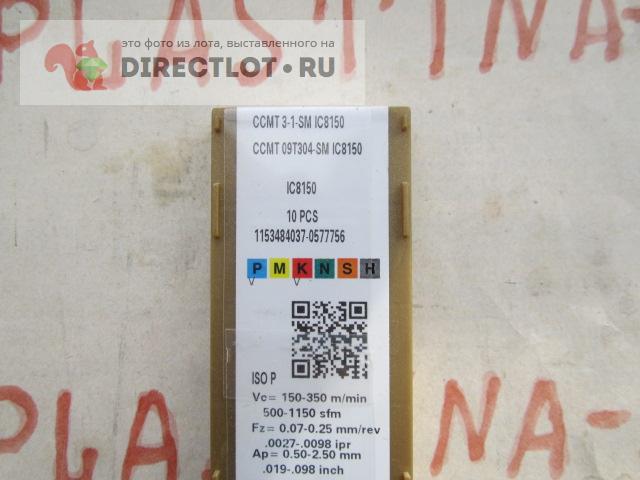 PLASTINA-
это фото из лота, выставленного на
DIRECTLOT.RU
CCMT 3-1-SM IC8150
CCMT 09T304-SM IC8150
IC8150
10 PCS
1153484037-0577756
P M K N S H
ISO P
Vc= 150-350 m/min
500-1150 sfm
Fz= 0.07-0.25 mm/rev
.0027-.0098 ipr
Ap= 0.50-2.50 mm
.019-.098 inch
PLA NA-